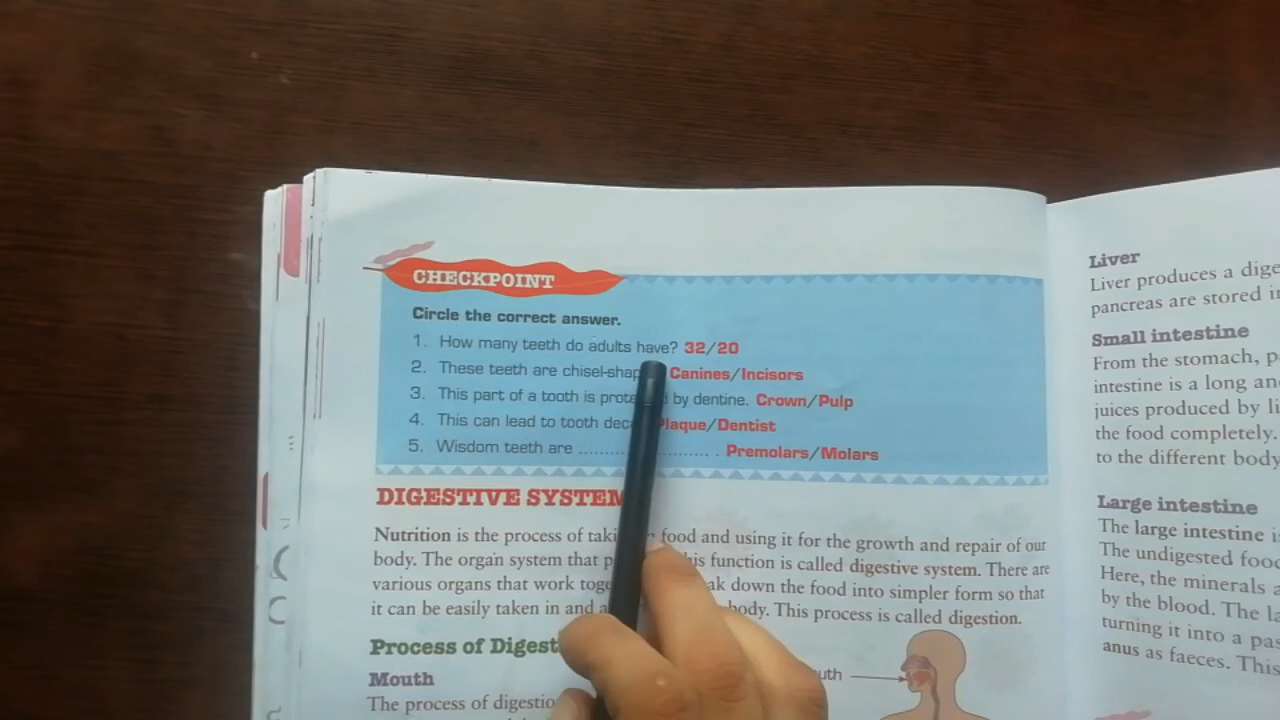 CHECKPOINT
Circle the correct answer.
1. How many teeth do adults have? 32/20
2. These teeth are chisel-shap Canines/Incisors
3. This part of a tooth is prote d by dentine. Crown/Pulp
4. This can lead to tooth dec Plaque/Dentist
5. Wisdom teeth are ........................ . Premolars/Molars
DIGESTIVE SYSTEM
Nutrition is the process of taki food and using it for the growth and repair of our
body. The organ system that p his function is called digestive system. There are
various organs that work toge ak down the food into simpler form so that
it can be easily taken in and a body. This process is called digestion.
Process of Digest
Mouth
The process of digestio
uth
Liver
Liver produces a dige
pancreas are stored i
Small intestine
From the stomach, p
intestine is a long an
juices produced by li
the food completely.
to the different body
Large intestine
The large intestine i
The undigested food
Here, the minerals a
by the blood. The la
turning it into a pas
anus as faeces. This